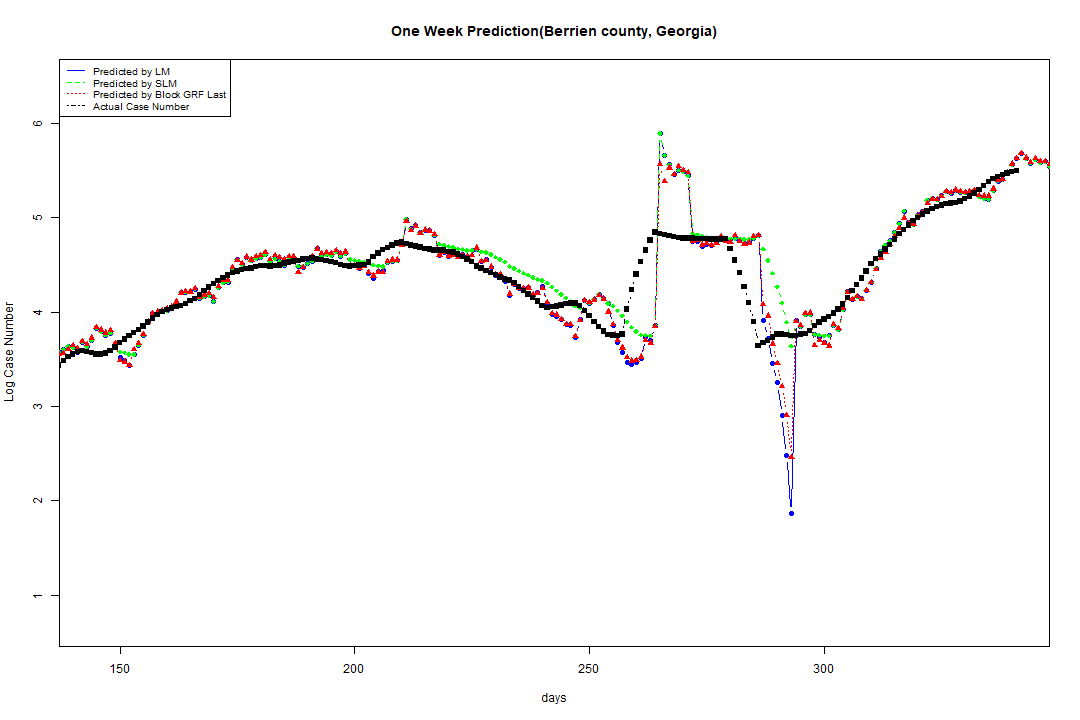 One Week Prediction(Berrien county, Georgia)
Predicted by LM
Predicted by SLM
Predicted by Block GRF Last
Actual Case Number
Log Case Number
6
5
4
3
2
1
150
200
250
300
days